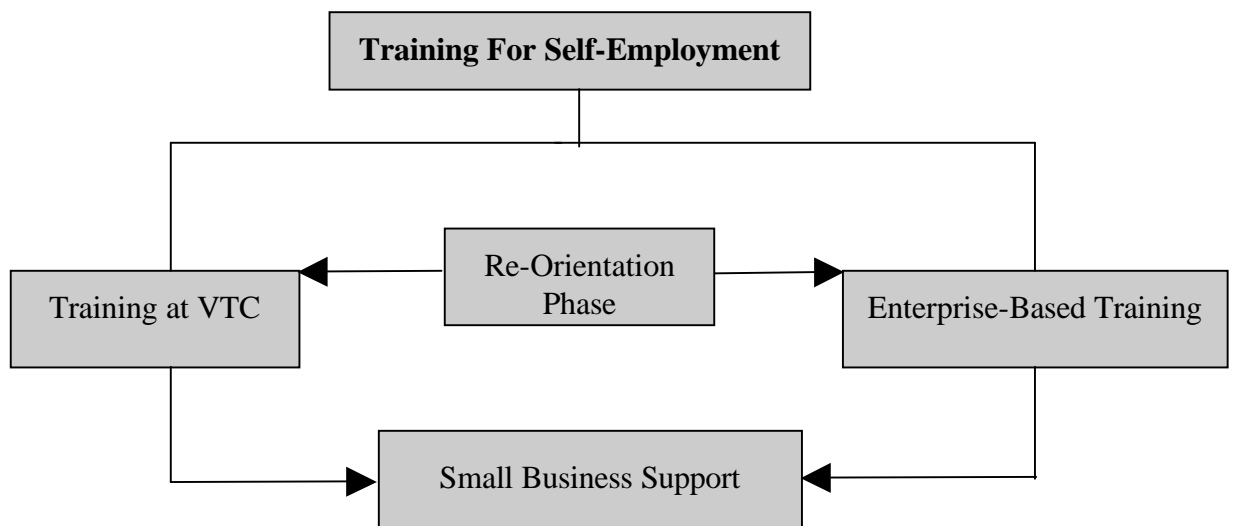 Training For Self-Employment
Re-Orientation
Phase
Training at VTC
Enterprise-Based Training
Small Business Support